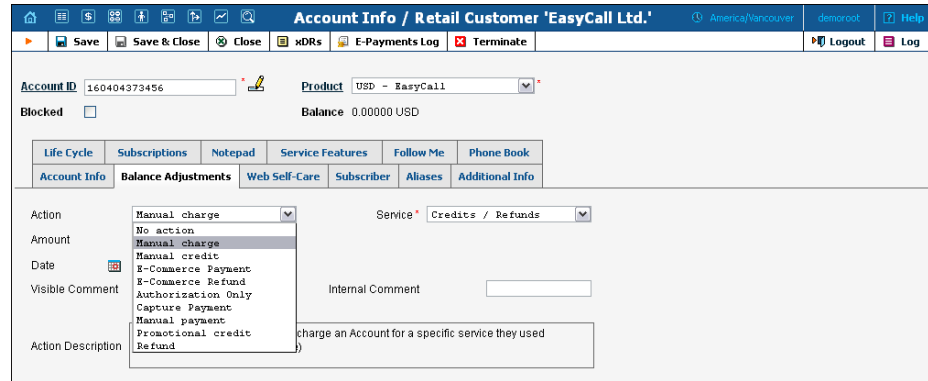 Account Info / Retail Customer 'EasyCall Ltd.' America/Vancouver demoroot ? Help
Save Save & Close Close xDRs E-Payments Log Terminate Logout Log
Account ID 160404373456 * Product USD - EasyCall *
Blocked Balance 0.00000 USD
Life Cycle Subscriptions Notepad Service Features Follow Me Phone Book
Account Info Balance Adjustments Web Self-Care Subscriber Aliases Additional Info
Action Manual charge Service * Credits / Refunds
No action
Amount Manual charge
Manual credit
Date E-Commerce Payment
E-Commerce Refund
Visible Comment Authorization Only Internal Comment
Capture Payment
Manual payment
Promotional credit charge an Account for a specific service they used
Action Description Refund )